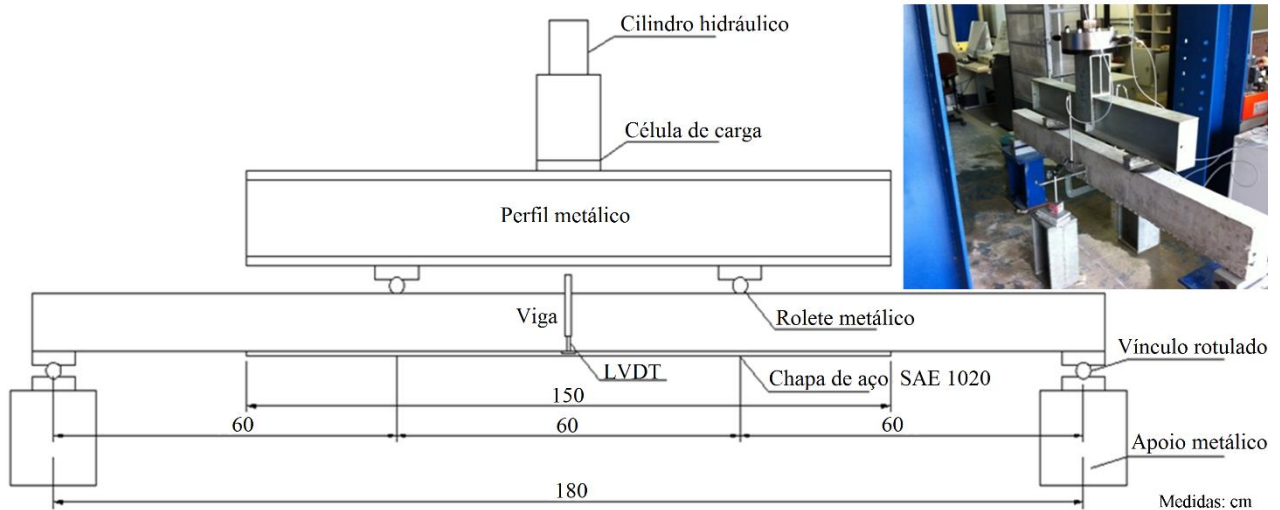 Cilindro hidráulico
Célula de carga
Perfil metálico
Viga
Rolete metálico
Vínculo rotulado
LVDT
Chapa de aço SAE 1020
150
60
60
60
Apoio metálico
180
Medidas: cm